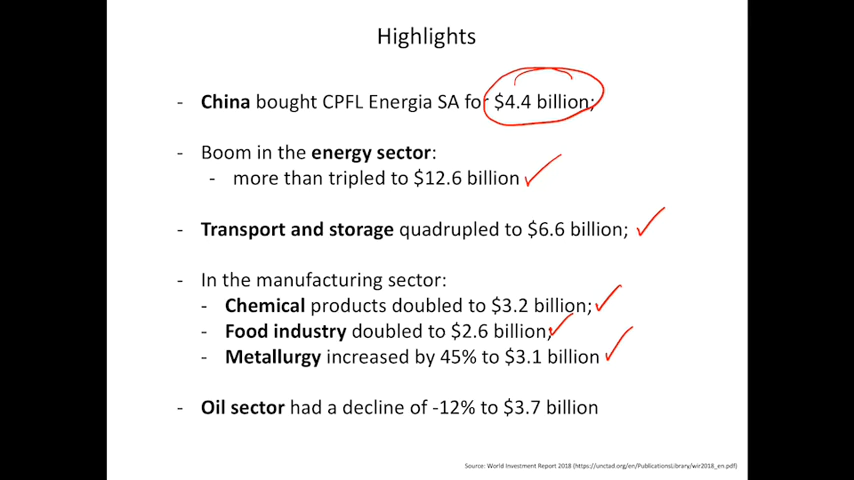 Highlights
- China bought CPFL Energia SA for $4.4 billion;
- Boom in the energy sector:
- more than tripled to $12.6 billion
- Transport and storage quadrupled to $6.6 billion;
- In the manufacturing sector:
- Chemical products doubled to $3.2 billion;
- Food industry doubled to $2.6 billion;
- Metallurgy increased by 45% to $3.1 billion
- Oil sector had a decline of -12% to $3.7 billion
Source: World Investment Report 2018 (https://unctad.org/en/PublicationsLibrary/wir2018_en.pdf)